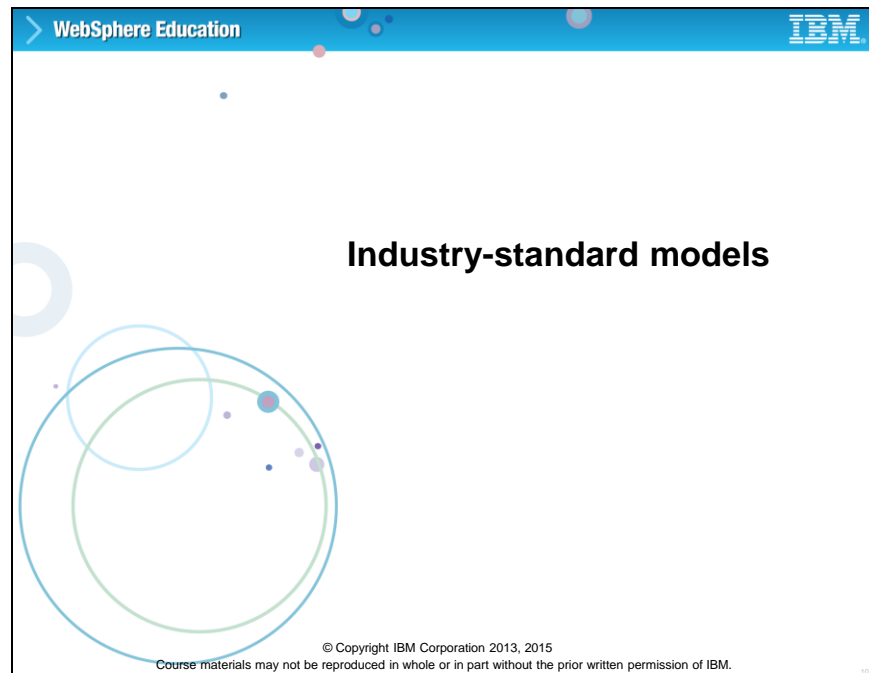 WebSphere Education
IBM
Industry-standard models
© Copyright IBM Corporation 2013, 2015
Course materials may not be reproduced in whole or in part without the prior written permission of IBM.